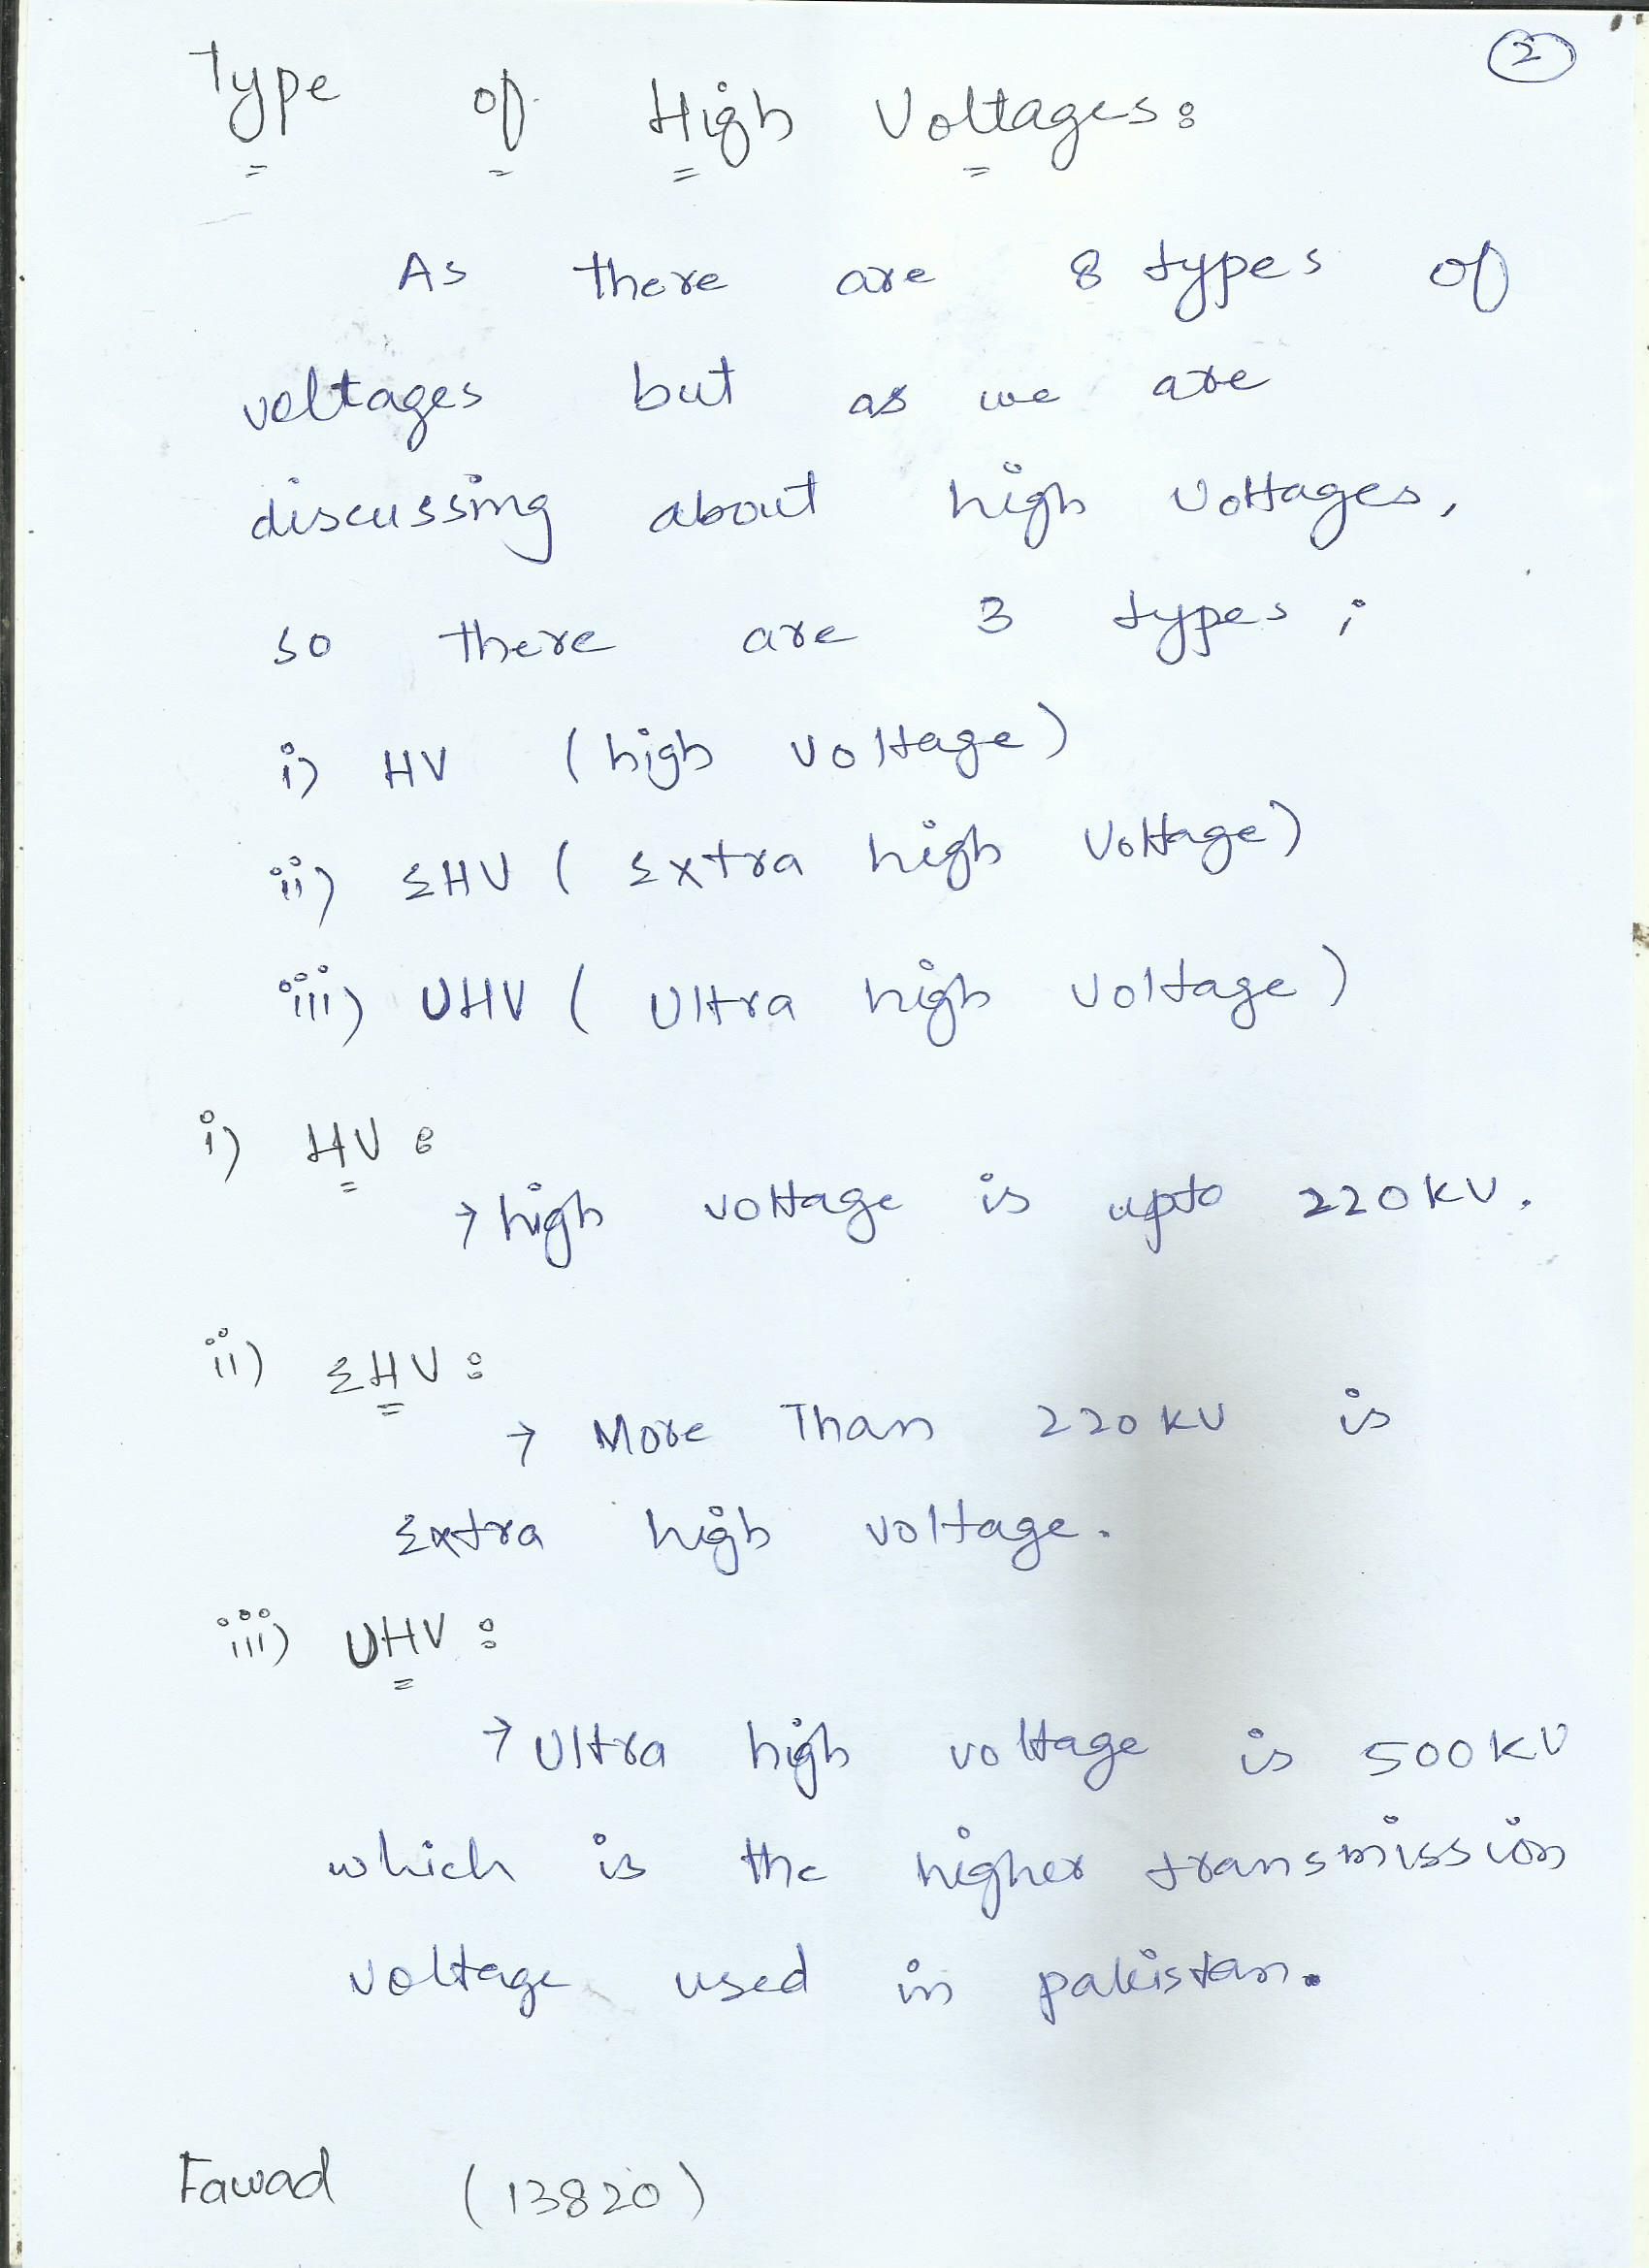 2
Type of High Voltages:
As there are 8 types of
voltages but as we are
discussing about high voltages,
so there are 3 types;
i) HV (high voltage)
ii) EHV (Extra high Voltage)
iii) UHV (Ultra high voltage)
i) HV:
→ high voltage is upto 220KV.
ii) EHV:
→ More Than 220KV is
Extra high voltage.
iii) UHV:
→ Ultra high voltage is 500KV
which is the higher transmission
voltage used in pakistan.
Fawad (13820)